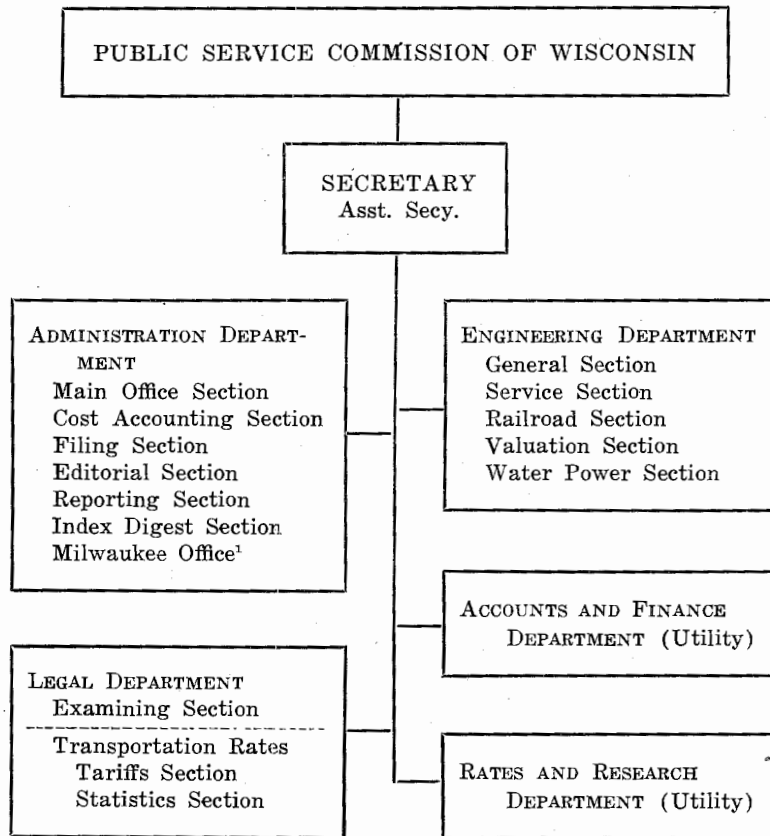 PUBLIC SERVICE COMMISSION OF WISCONSIN
SECRETARY
Asst. Secy.
ADMINISTRATION DEPART-
MENT
Main Office Section
Cost Accounting Section
Filing Section
Editorial Section
Reporting Section
Index Digest Section
Milwaukee Office¹
ENGINEERING DEPARTMENT
General Section
Service Section
Railroad Section
Valuation Section
Water Power Section
ACCOUNTS AND FINANCE
DEPARTMENT (Utility)
LEGAL DEPARTMENT
Examining Section
Transportation Rates
Tariffs Section
Statistics Section
RATES AND RESEARCH
DEPARTMENT (Utility)